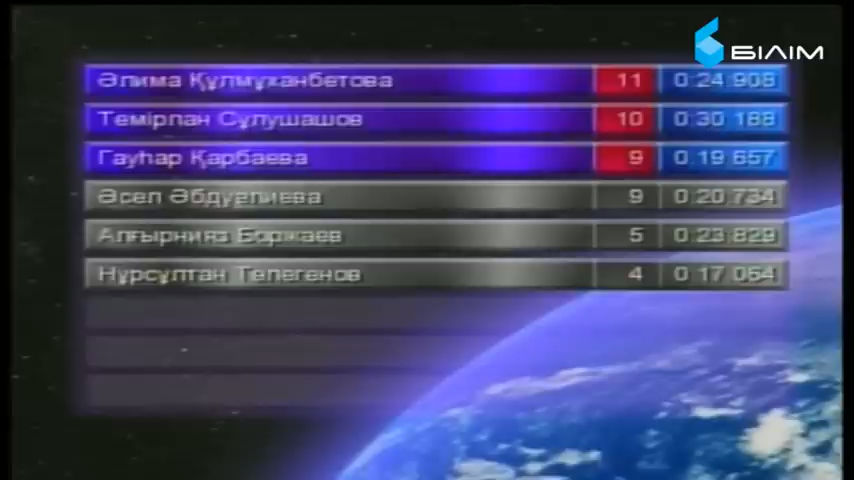 БІЛІМ
Әлима Құлмұханбетова 11 0:24.908
Темірлан Сұлушашов 10 0:30.188
Гауһар Қарбаева 9 0:19.657
Әсел Әбдуғлиева 9 0:20.734
Алғырнияз Боржаев 5 0:23.829
Нұрсұлтан Телегенов 4 0:17.054